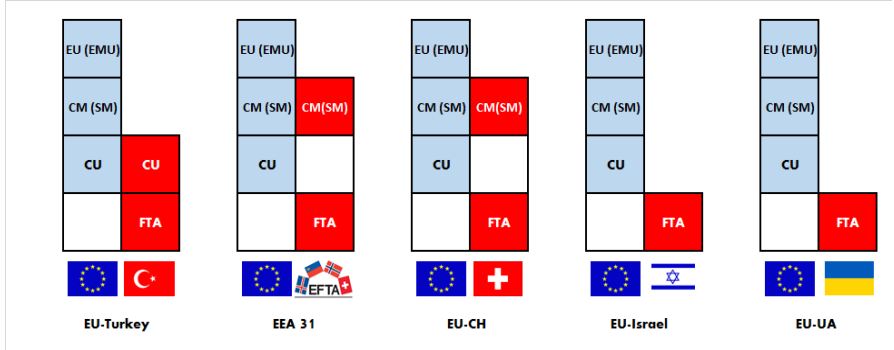 EU (EMU) EU (EMU) EU (EMU) EU (EMU) EU (EMU)
CM (SM) CM (SM) CM(SM) CM (SM) CM(SM) CM (SM) CM (SM)
CU CU CU CU CU CU
FTA FTA FTA FTA FTA
EFTA
EU-Turkey EEA 31 EU-CH EU-Israel EU-UA